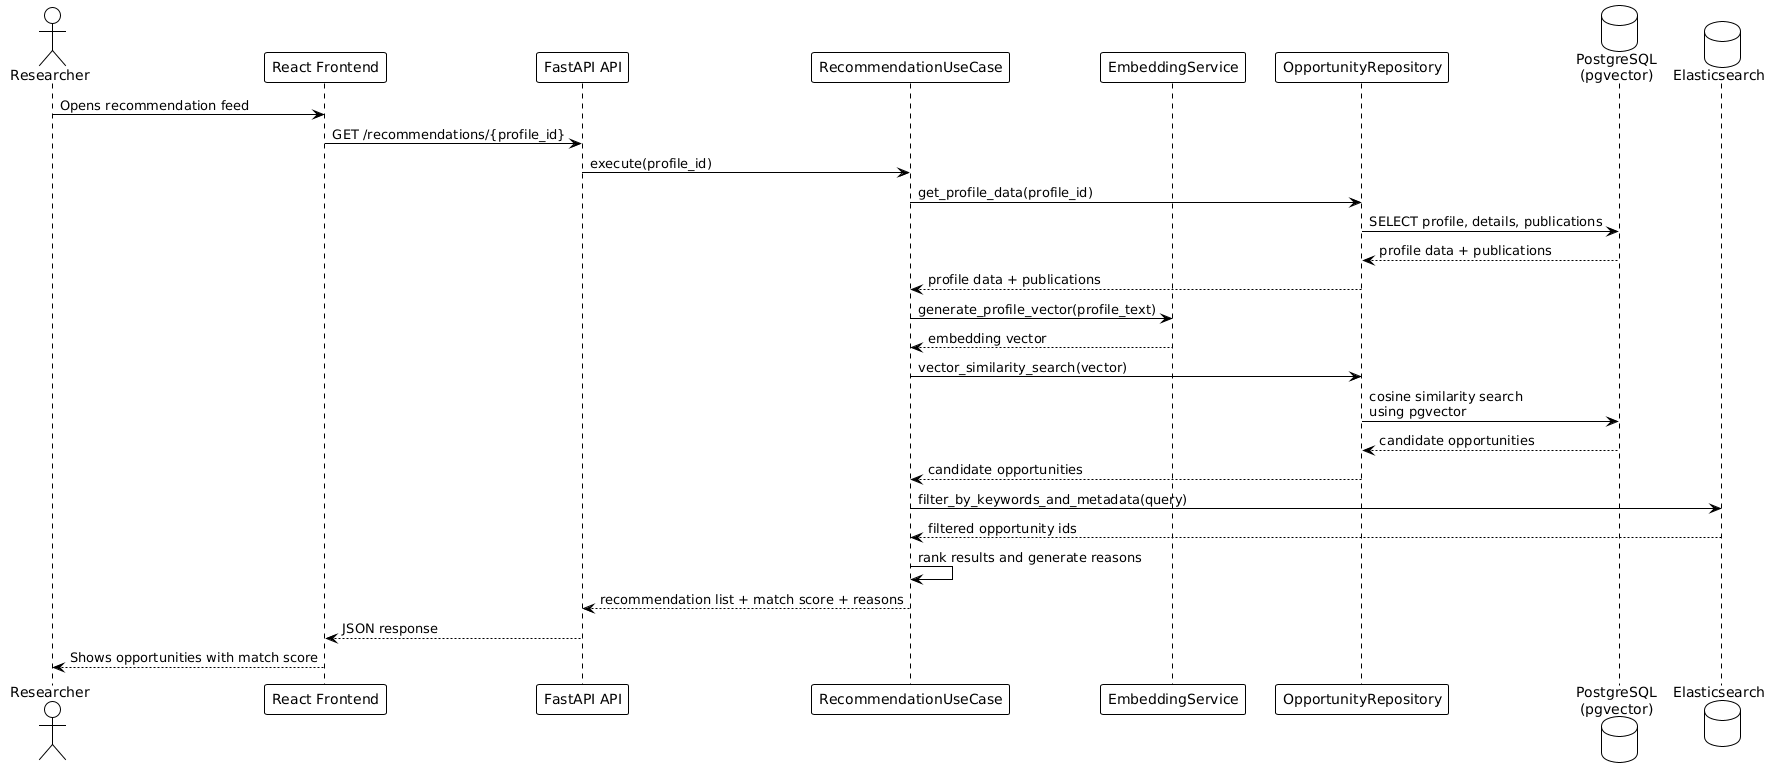 PostgreSQL
(pgvector)
Researcher
React Frontend
FastAPI API
RecommendationUseCase
EmbeddingService
OpportunityRepository
Elasticsearch
Opens recommendation feed
GET /recommendations/{profile_id}
execute(profile_id)
get_profile_data(profile_id)
SELECT profile, details, publications
profile data + publications
profile data + publications
generate_profile_vector(profile_text)
embedding vector
vector_similarity_search(vector)
cosine similarity search
using pgvector
candidate opportunities
candidate opportunities
filter_by_keywords_and_metadata(query)
filtered opportunity ids
rank results and generate reasons
recommendation list + match score + reasons
JSON response
Shows opportunities with match score
Researcher
React Frontend
FastAPI API
RecommendationUseCase
EmbeddingService
OpportunityRepository
PostgreSQL
(pgvector)
Elasticsearch